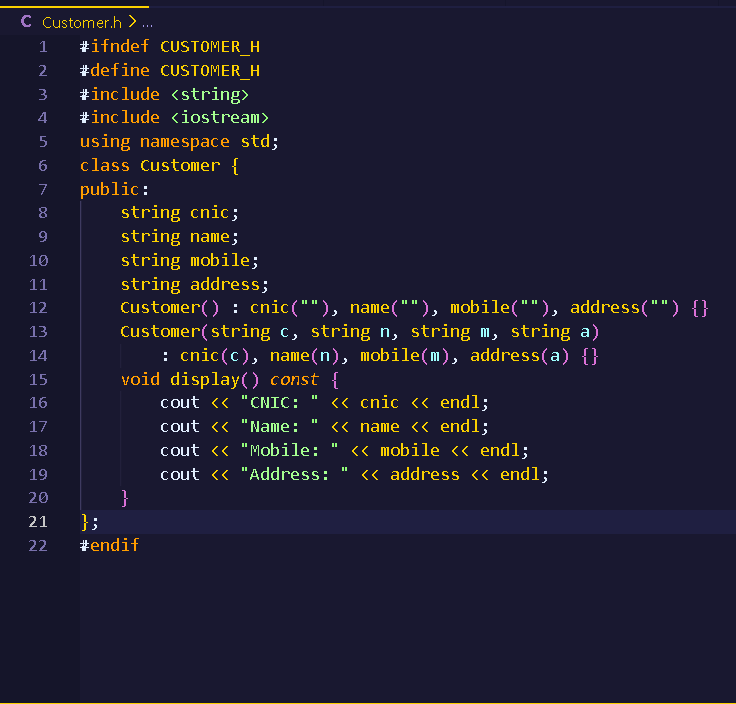 C Customer.h > ...
1 #ifndef CUSTOMER_H
2 #define CUSTOMER_H
3 #include <string>
4 #include <iostream>
5 using namespace std;
6 class Customer {
7 public:
8     string cnic;
9     string name;
10     string mobile;
11     string address;
12     Customer() : cnic(""), name(""), mobile(""), address("") {}
13     Customer(string c, string n, string m, string a)
14         : cnic(c), name(n), mobile(m), address(a) {}
15     void display() const {
16         cout << "CNIC: " << cnic << endl;
17         cout << "Name: " << name << endl;
18         cout << "Mobile: " << mobile << endl;
19         cout << "Address: " << address << endl;
20     }
21 };
22 #endif